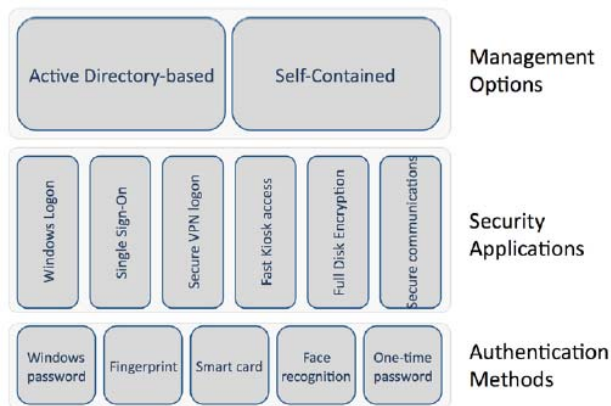 Active Directory-based
Self-Contained
Management
Options
Windows Logon
Single Sign-On
Secure VPN logon
Fast Kiosk access
Full Disk Encryption
Secure communications
Security
Applications
Windows
password
Fingerprint
Smart card
Face
recognition
One-time
password
Authentication
Methods